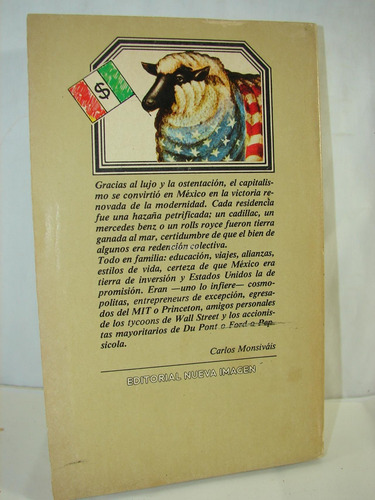 $
Gracias al lujo y la ostentación, el capitalis-
mo se convirtió en México en la victoria re-
novada de la modernidad. Cada residencia
fue una hazaña petrificada; un cadillac, un
mercedes benz o un rolls royce fueron tierra
ganada al mar, certidumbre de que el bien de
algunos era redención colectiva.
Todo en familia: educación, viajes, alianzas,
estilos de vida, certeza de que México era
tierra de inversión y Estados Unidos la de
promisión. Eran —uno lo infiere— cosmo-
politas, entrepreneurs de excepción, egresa-
dos del MIT o Princeton, amigos personales
de los tycoons de Wall Street y los accionis-
tas mayoritarios de Du Pont o Ford o Pep-
sicola.
Carlos Monsiváis
EDITORIAL NUEVA IMAGEN